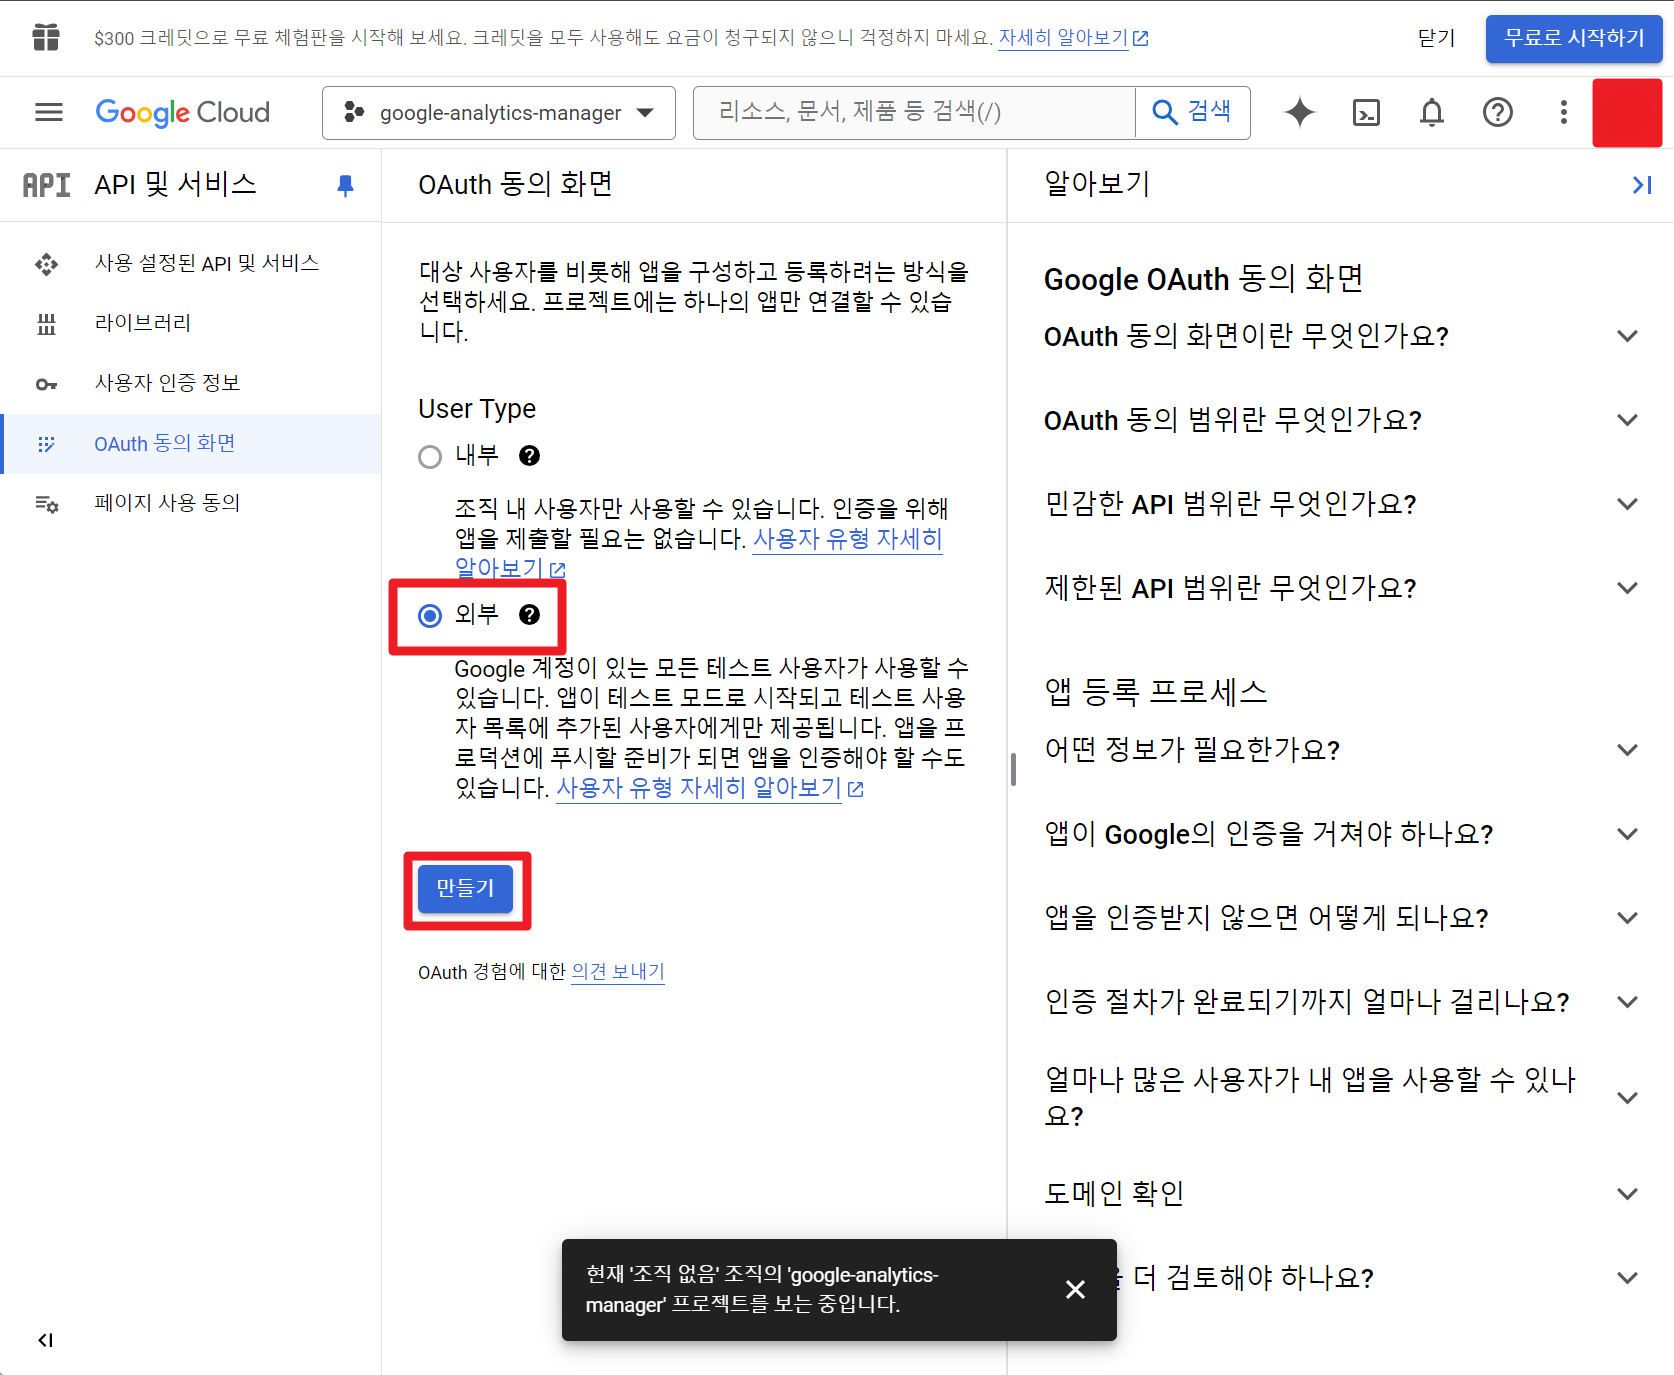 $300 크레딧으로 무료 체험판을 시작해 보세요. 크레딧을 모두 사용해도 요금이 청구되지 않으니 걱정하지 마세요. 자세히 알아보기
닫기
무료로 시작하기
Google Cloud
google-analytics-manager
리소스, 문서, 제품 등 검색(/)
검색
API
API 및 서비스
사용 설정된 API 및 서비스
라이브러리
사용자 인증 정보
OAuth 동의 화면
페이지 사용 동의
OAuth 동의 화면
대상 사용자를 비롯해 앱을 구성하고 등록하려는 방식을
선택하세요. 프로젝트에는 하나의 앱만 연결할 수 있습
니다.
User Type
내부
조직 내 사용자만 사용할 수 있습니다. 인증을 위해
앱을 제출할 필요는 없습니다. 사용자 유형 자세히
알아보기
외부
Google 계정이 있는 모든 테스트 사용자가 사용할 수
있습니다. 앱이 테스트 모드로 시작되고 테스트 사용
자 목록에 추가된 사용자에게만 제공됩니다. 앱을 프
로덕션에 푸시할 준비가 되면 앱을 인증해야 할 수도
있습니다. 사용자 유형 자세히 알아보기
만들기
OAuth 경험에 대한 의견 보내기
알아보기
Google OAuth 동의 화면
OAuth 동의 화면이란 무엇인가요?
OAuth 동의 범위란 무엇인가요?
민감한 API 범위란 무엇인가요?
제한된 API 범위란 무엇인가요?
앱 등록 프로세스
어떤 정보가 필요한가요?
앱이 Google의 인증을 거쳐야 하나요?
앱을 인증받지 않으면 어떻게 되나요?
인증 절차가 완료되기까지 얼마나 걸리나요?
얼마나 많은 사용자가 내 앱을 사용할 수 있나
요?
도메인 확인
더 검토해야 하나요?
현재 '조직 없음' 조직의 'google-analytics-
manager' 프로젝트를 보는 중입니다.